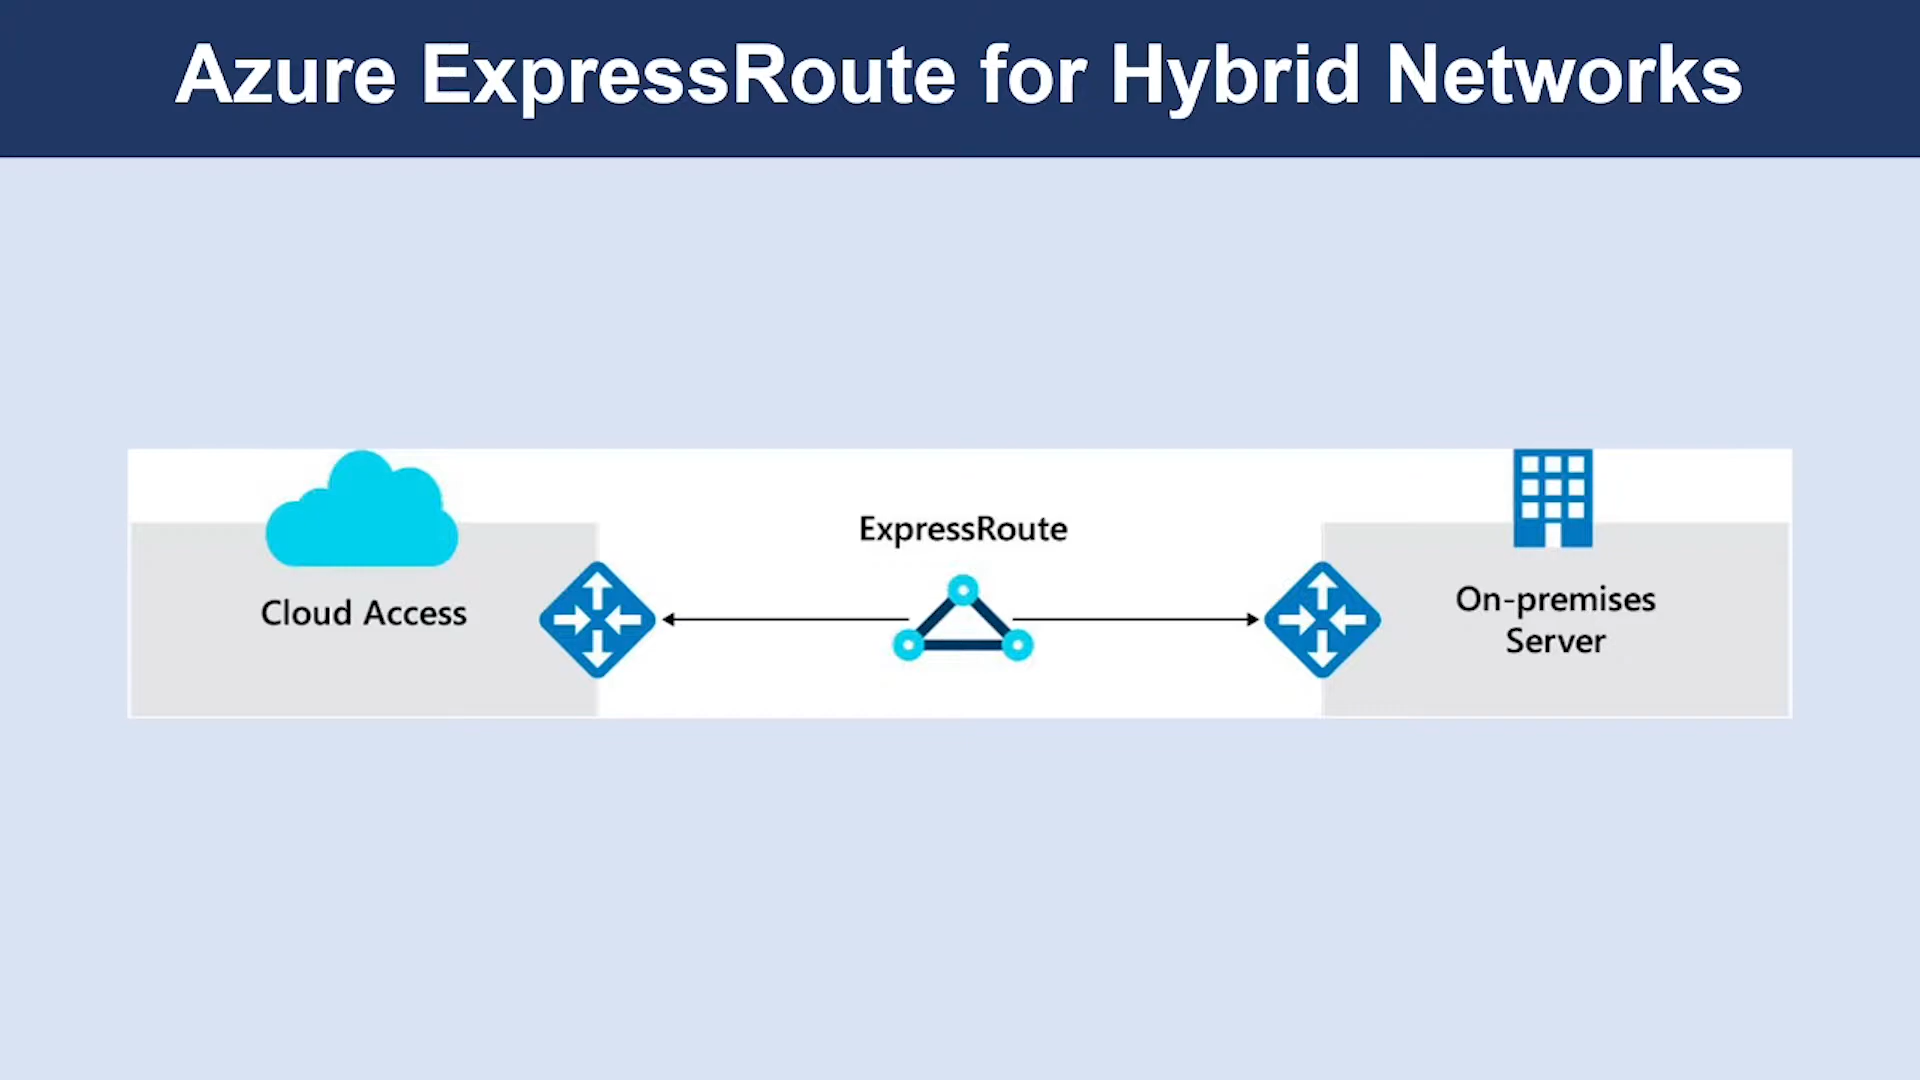 Azure ExpressRoute for Hybrid Networks
ExpressRoute
Cloud Access
On-premises
Server